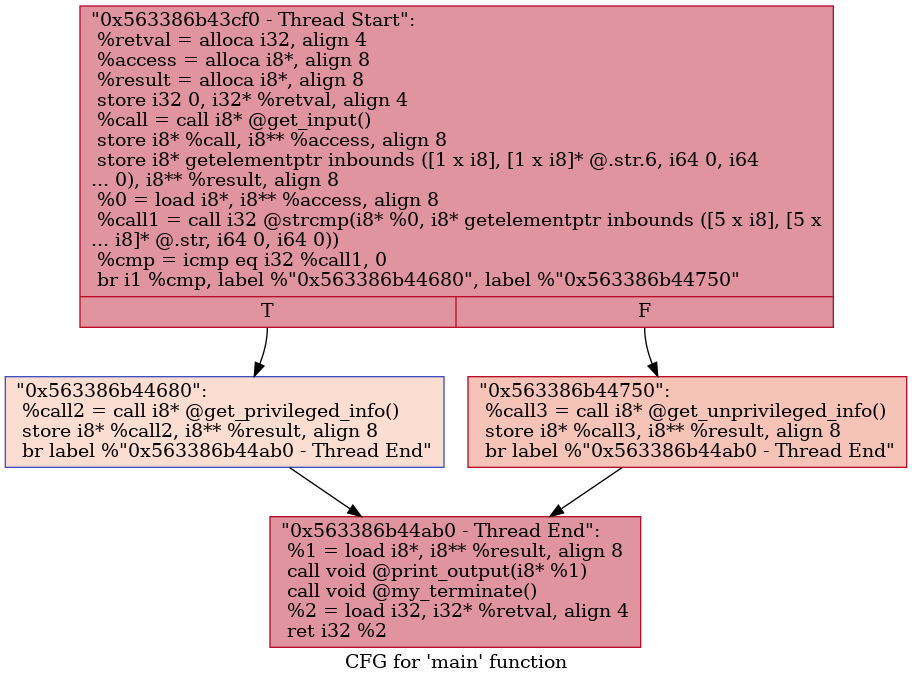 "0x563386b43cf0 - Thread Start":
%retval = alloca i32, align 4
%access = alloca i8*, align 8
%result = alloca i8*, align 8
store i32 0, i32* %retval, align 4
%call = call i8* @get_input()
store i8* %call, i8** %access, align 8
store i8* getelementptr inbounds ([1 x i8], [1 x i8]* @.str.6, i64 0, i64
... 0), i8** %result, align 8
%0 = load i8*, i8** %access, align 8
%call1 = call i32 @strcmp(i8* %0, i8* getelementptr inbounds ([5 x i8], [5 x
... i8]* @.str, i64 0, i64 0))
%cmp = icmp eq i32 %call1, 0
br i1 %cmp, label %"0x563386b44680", label %"0x563386b44750"
T
F
"0x563386b44680":
%call2 = call i8* @get_privileged_info()
store i8* %call2, i8** %result, align 8
br label %"0x563386b44ab0 - Thread End"
"0x563386b44750":
%call3 = call i8* @get_unprivileged_info()
store i8* %call3, i8** %result, align 8
br label %"0x563386b44ab0 - Thread End"
"0x563386b44ab0 - Thread End":
%1 = load i8*, i8** %result, align 8
call void @print_output(i8* %1)
call void @my_terminate()
%2 = load i32, i32* %retval, align 4
ret i32 %2
CFG for 'main' function